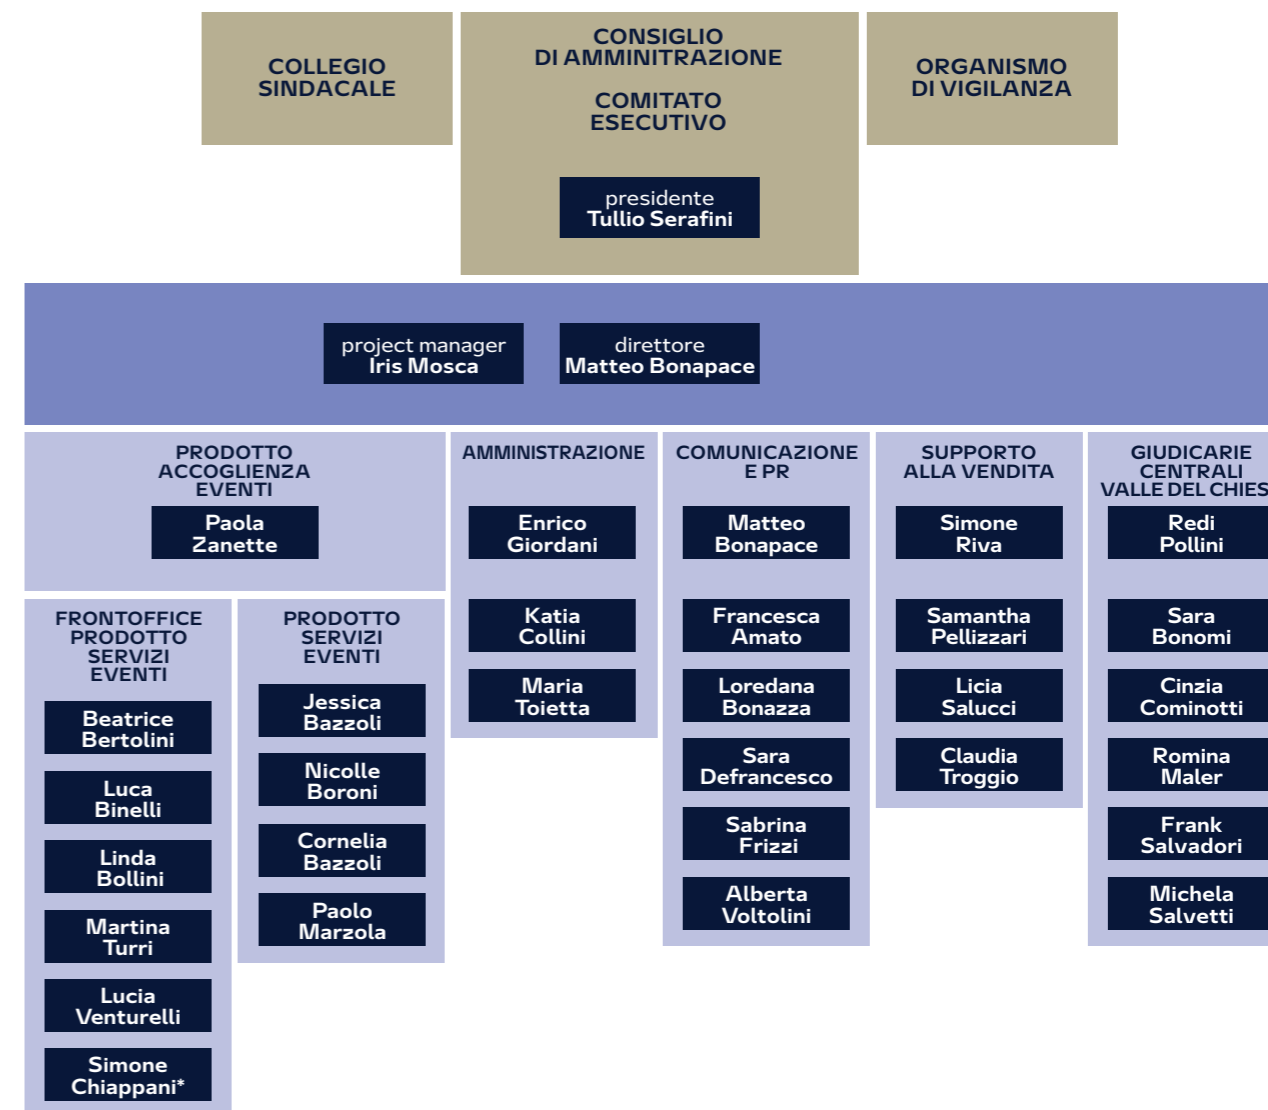 COLLEGIO
SINDACALE
CONSIGLIO
DI AMMINITRAZIONE
COMITATO
ESECUTIVO
ORGANISMO
DI VIGILANZA
presidente
Tullio Serafini
project manager
Iris Mosca
direttore
Matteo Bonapace
PRODOTTO
ACCOGLIENZA
EVENTI
Paola
Zanette
FRONTOFFICE
PRODOTTO
SERVIZI
EVENTI
Beatrice
Bertolini
Luca
Binelli
Linda
Bollini
Martina
Turri
Lucia
Venturelli
Simone
Chiappani*
PRODOTTO
SERVIZI
EVENTI
Jessica
Bazzoli
Nicolle
Boroni
Cornelia
Bazzoli
Paolo
Marzola
AMMINISTRAZIONE
Enrico
Giordani
Katia
Collini
Maria
Toietta
COMUNICAZIONE
E PR
Matteo
Bonapace
Francesca
Amato
Loredana
Bonazza
Sara
Defrancesco
Sabrina
Frizzi
Alberta
Voltolini
SUPPORTO
ALLA VENDITA
Simone
Riva
Samantha
Pellizzari
Licia
Salucci
Claudia
Troggio
GIUDICARIE
CENTRALI
VALLE DEL CHIES
Redi
Pollini
Sara
Bonomi
Cinzia
Cominotti
Romina
Maler
Frank
Salvadori
Michela
Salvetti